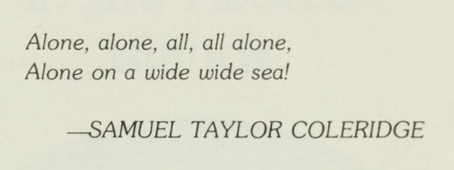 Alone, alone, all, all alone,
Alone on a wide wide sea!
—SAMUEL TAYLOR COLERIDGE